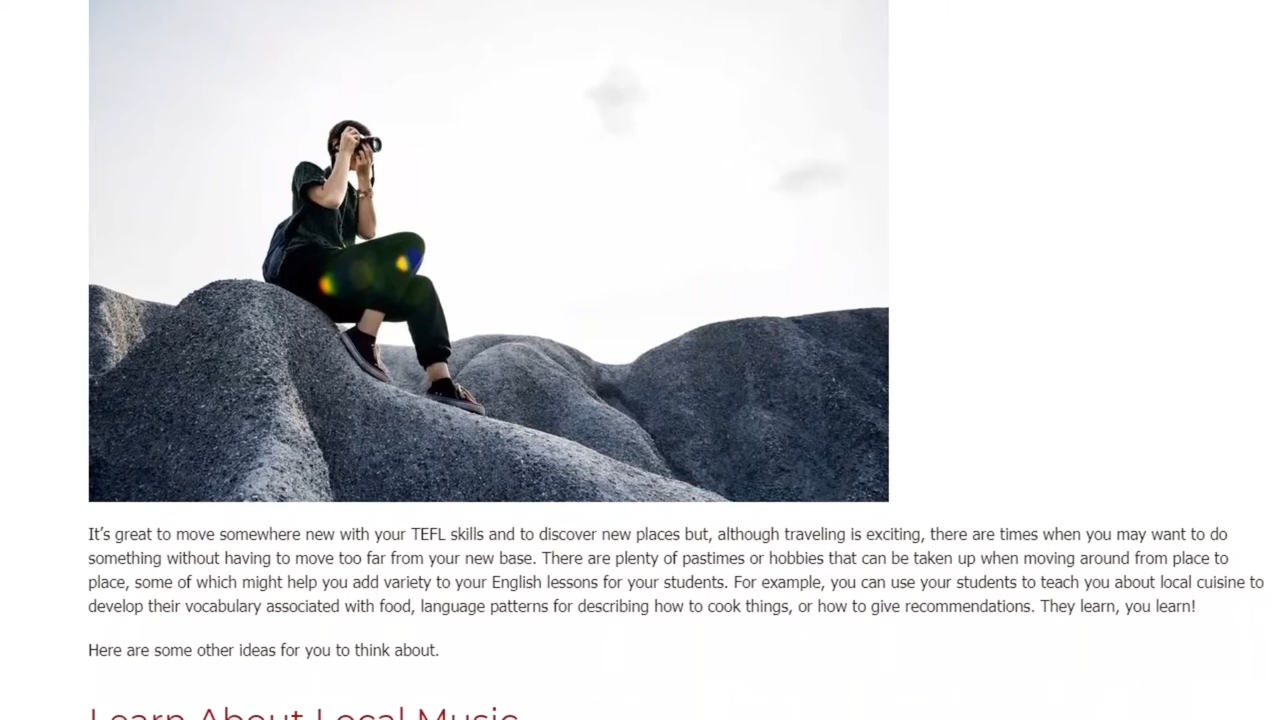 It’s great to move somewhere new with your TEFL skills and to discover new places but, although traveling is exciting, there are times when you may want to do
something without having to move too far from your new base. There are plenty of pastimes or hobbies that can be taken up when moving around from place to
place, some of which might help you add variety to your English lessons for your students. For example, you can use your students to teach you about local cuisine to
develop their vocabulary associated with food, language patterns for describing how to cook things, or how to give recommendations. They learn, you learn!
Here are some other ideas for you to think about.
Learn About Local Music